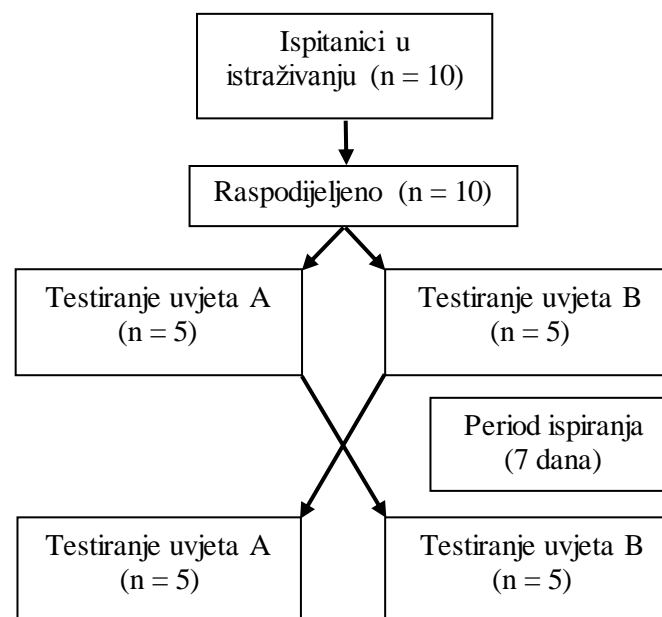 Ispitanici u
istraživanju (n = 10)
Raspodijeljeno (n = 10)
Testiranje uvjeta A
(n = 5)
Testiranje uvjeta B
(n = 5)
Period ispiranja
(7 dana)
Testiranje uvjeta A
(n = 5)
Testiranje uvjeta B
(n = 5)